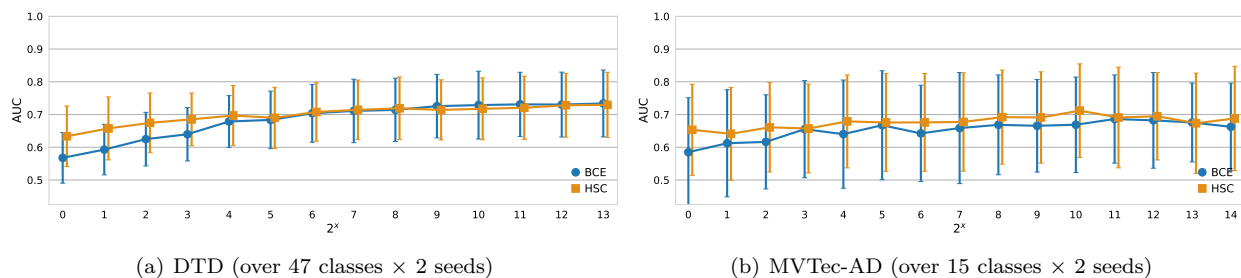 1.0
0.9
0.8
0.7
0.6
0.5
AUC
BCE
HSC
0 1 2 3 4 5 6 7 8 9 10 11 12 13
2^x
(a) DTD (over 47 classes × 2 seeds)
1.0
0.9
0.8
0.7
0.6
0.5
AUC
BCE
HSC
0 1 2 3 4 5 6 7 8 9 10 11 12 13 14
2^x
(b) MVTec-AD (over 15 classes × 2 seeds)